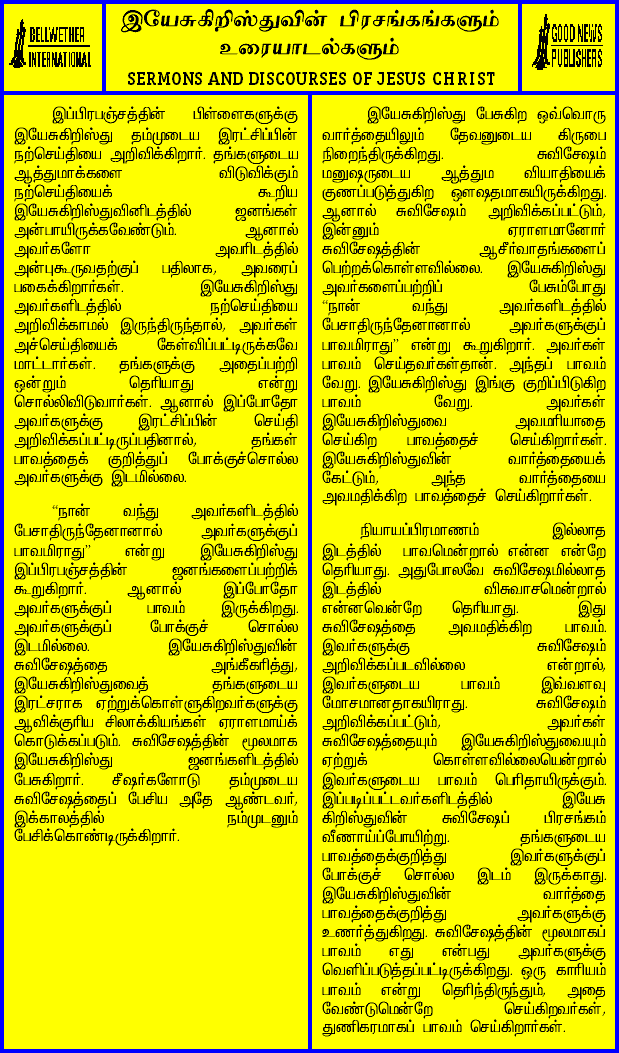 BELLWETHER
INTERNATIONAL
இயேசுகிறிஸ்துவின் பிரசங்கங்களும்
உரையாடல்களும்
SERMONS AND DISCOURSES OF JESUS CHRIST
GOOD NEWS
PUBLISHERS
இப்பிரபஞ்சத்தின் பிள்ளைகளுக்கு
இயேசுகிறிஸ்து தம்முடைய இரட்சிப்பின்
நற்செய்தியை அறிவிக்கிறார். தங்களுடைய
ஆத்துமாக்களை விடுவிக்கும்
நற்செய்தியைக் கூறிய
இயேசுகிறிஸ்துவினிடத்தில் ஜனங்கள்
அன்பாயிருக்கவேண்டும். ஆனால்
அவர்களோ அவரிடத்தில்
அன்புகூருவதற்குப் பதிலாக, அவரைப்
பகைக்கிறார்கள். இயேசுகிறிஸ்து
அவர்களிடத்தில் நற்செய்தியை
அறிவிக்காமல் இருந்திருந்தால், அவர்கள்
அச்செய்தியைக் கேள்விப்பட்டிருக்கவே
மாட்டார்கள். தங்களுக்கு அதைப்பற்றி
ஒன்றும் தெரியாது என்று
சொல்லிவிடுவார்கள். ஆனால் இப்போதோ
அவர்களுக்கு இரட்சிப்பின் செய்தி
அறிவிக்கப்பட்டிருப்பதினால், தங்கள்
பாவத்தைக் குறித்துப் போக்குச்சொல்ல
அவர்களுக்கு இடமில்லை.
“நான் வந்து அவர்களிடத்தில்
பேசாதிருந்தேனானால் அவர்களுக்குப்
பாவமிராது” என்று இயேசுகிறிஸ்து
இப்பிரபஞ்சத்தின் ஜனங்களைப்பற்றிக்
கூறுகிறார். ஆனால் இப்போதோ
அவர்களுக்குப் பாவம் இருக்கிறது.
அவர்களுக்குப் போக்குச் சொல்ல
இடமில்லை. இயேசுகிறிஸ்துவின்
சுவிசேஷத்தை அங்கீகரித்து,
இயேசுகிறிஸ்துவைத் தங்களுடைய
இரட்சராக ஏற்றுக்கொள்ளுகிறவர்களுக்கு
ஆவிக்குரிய சிலாக்கியங்கள் ஏராளமாய்க்
கொடுக்கப்படும். சுவிசேஷத்தின் மூலமாக
இயேசுகிறிஸ்து ஜனங்களிடத்தில்
பேசுகிறார். சீஷர்களோடு தம்முடைய
சுவிசேஷத்தைப் பேசிய அதே ஆண்டவர்,
இக்காலத்தில் நம்முடனும்
பேசிக்கொண்டிருக்கிறார்.
இயேசுகிறிஸ்து பேசுகிற ஒவ்வொரு
வார்த்தையிலும் தேவனுடைய கிருபை
நிறைந்திருக்கிறது. சுவிசேஷம்
மனுஷருடைய ஆத்தும வியாதியைக்
குணப்படுத்துகிற ஔஷதமாகயிருக்கிறது.
ஆனால் சுவிசேஷம் அறிவிக்கப்பட்டும்,
இன்னும் ஏராளமானோர்
சுவிசேஷத்தின் ஆசீர்வாதங்களைப்
பெற்றக்கொள்ளவில்லை. இயேசுகிறிஸ்து
அவர்களைப்பற்றிப் பேசும்போது
“நான் வந்து அவர்களிடத்தில்
பேசாதிருந்தேனானால் அவர்களுக்குப்
பாவமிராது” என்று கூறுகிறார். அவர்கள்
பாவம் செய்தவர்கள்தான். அந்தப் பாவம்
வேறு. இயேசுகிறிஸ்து இங்கு குறிப்பிடுகிற
பாவம் வேறு. அவர்கள்
இயேசுகிறிஸ்துவை அவமரியாதை
செய்கிற பாவத்தைச் செய்கிறார்கள்.
இயேசுகிறிஸ்துவின் வார்த்தையைக்
கேட்டும், அந்த வார்த்தையை
அவமதிக்கிற பாவத்தைச் செய்கிறார்கள்.
நியாயப்பிரமாணம் இல்லாத
இடத்தில் பாவமென்றால் என்ன என்றே
தெரியாது. அதுபோலவே சுவிசேஷமில்லாத
இடத்தில் விசுவாசமென்றால்
என்னவென்றே தெரியாது. இது
சுவிசேஷத்தை அவமதிக்கிற பாவம்.
இவர்களுக்கு சுவிசேஷம்
அறிவிக்கப்படவில்லை என்றால்,
இவர்களுடைய பாவம் இவ்வளவு
மோசமானதாகயிராது. சுவிசேஷம்
அறிவிக்கப்பட்டும், அவர்கள்
சுவிசேஷத்தையும் இயேசுகிறிஸ்துவையும்
ஏற்றுக் கொள்ளவில்லையென்றால்
இவர்களுடைய பாவம் பெரிதாயிருக்கும்.
இப்படிப்பட்டவர்களிடத்தில் இயேசு
கிறிஸ்துவின் சுவிசேஷப் பிரசங்கம்
வீணாய்ப்போயிற்று. தங்களுடைய
பாவத்தைக்குறித்து இவர்களுக்குப்
போக்குச் சொல்ல இடம் இருக்காது.
இயேசுகிறிஸ்துவின் வார்த்தை
பாவத்தைக்குறித்து அவர்களுக்கு
உணர்த்துகிறது. சுவிசேஷத்தின் மூலமாகப்
பாவம் எது என்பது அவர்களுக்கு
வெளிப்படுத்தப்பட்டிருக்கிறது. ஒரு காரியம்
பாவம் என்று தெரிந்திருந்தும், அதை
வேண்டுமென்றே செய்கிறவர்கள்,
துணிகரமாகப் பாவம் செய்கிறார்கள்.